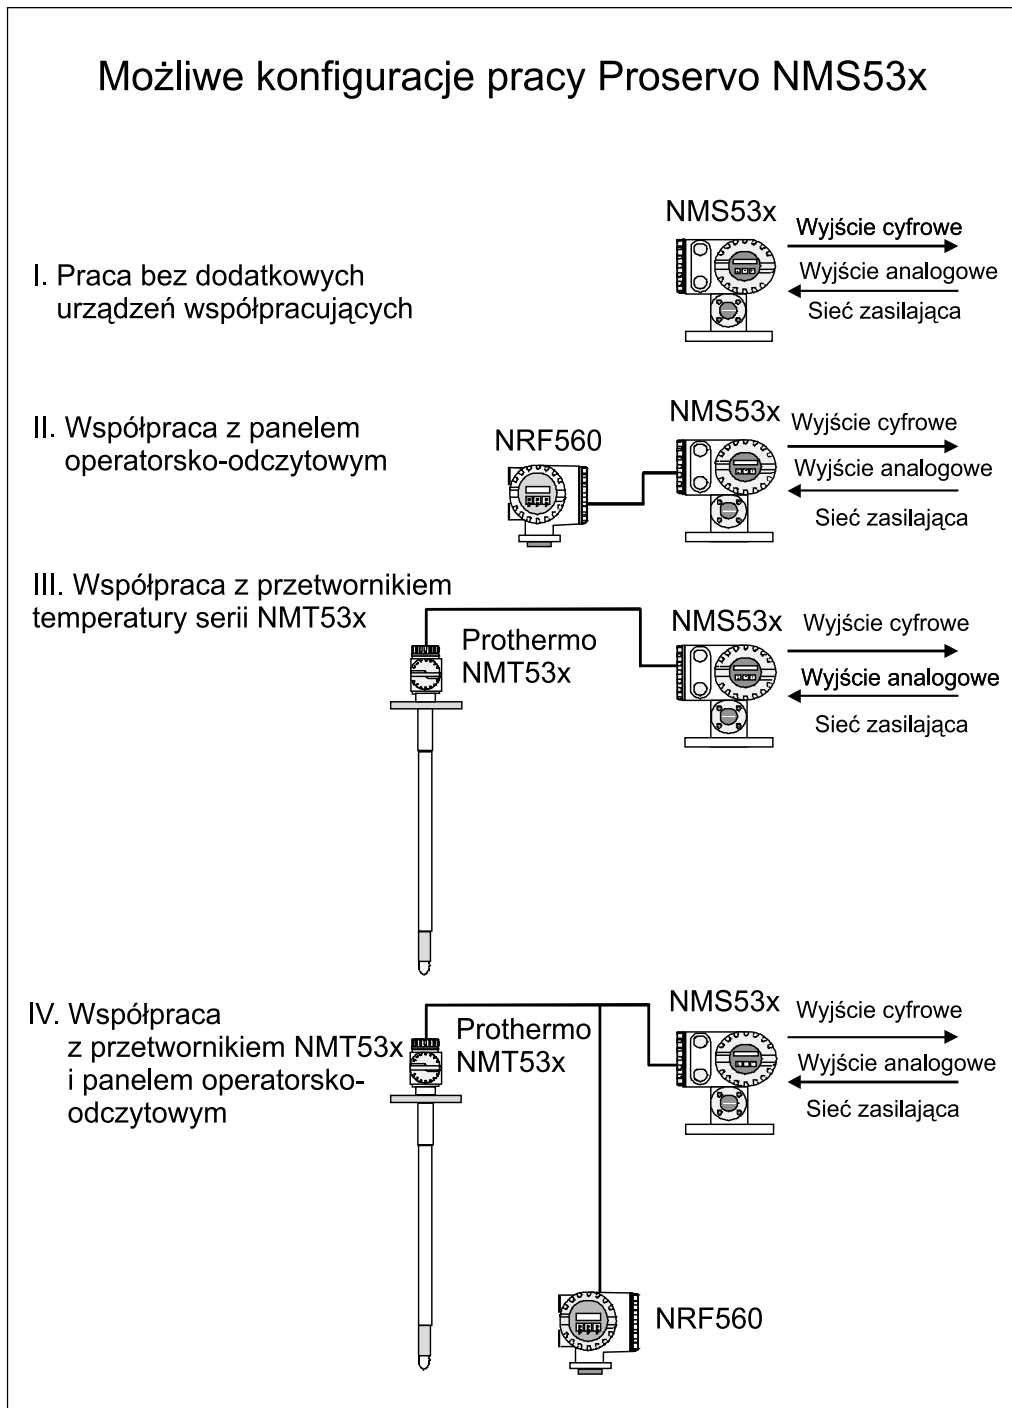 Możliwe konfiguracje pracy Proservo NMS53x
NMS53x
Wyjście cyfrowe
I. Praca bez dodatkowych
urządzeń współpracujących
Wyjście analogowe
Sieć zasilająca
II. Współpraca z panelem
operatorsko-odczytowym
NRF560
NMS53x
Wyjście cyfrowe
Wyjście analogowe
Sieć zasilająca
III. Współpraca z przetwornikiem
temperatury serii NMT53x
Prothermo
NMT53x
NMS53x
Wyjście cyfrowe
Wyjście analogowe
Sieć zasilająca
IV. Współpraca
z przetwornikiem NMT53x
i panelem operatorsko-
odczytowym
Prothermo
NMT53x
NMS53x
Wyjście cyfrowe
Wyjście analogowe
Sieć zasilająca
NRF560